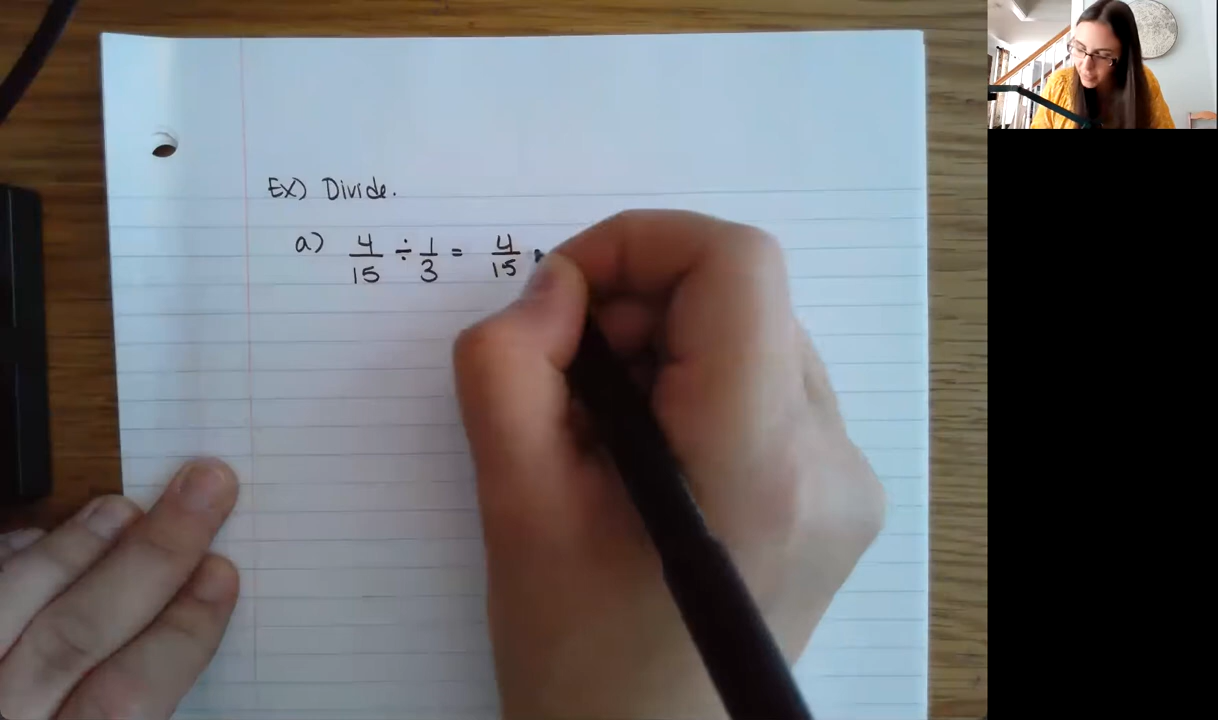 Ex) Divide.
a) 4/15 ÷ 1/3 = 4/15 ·